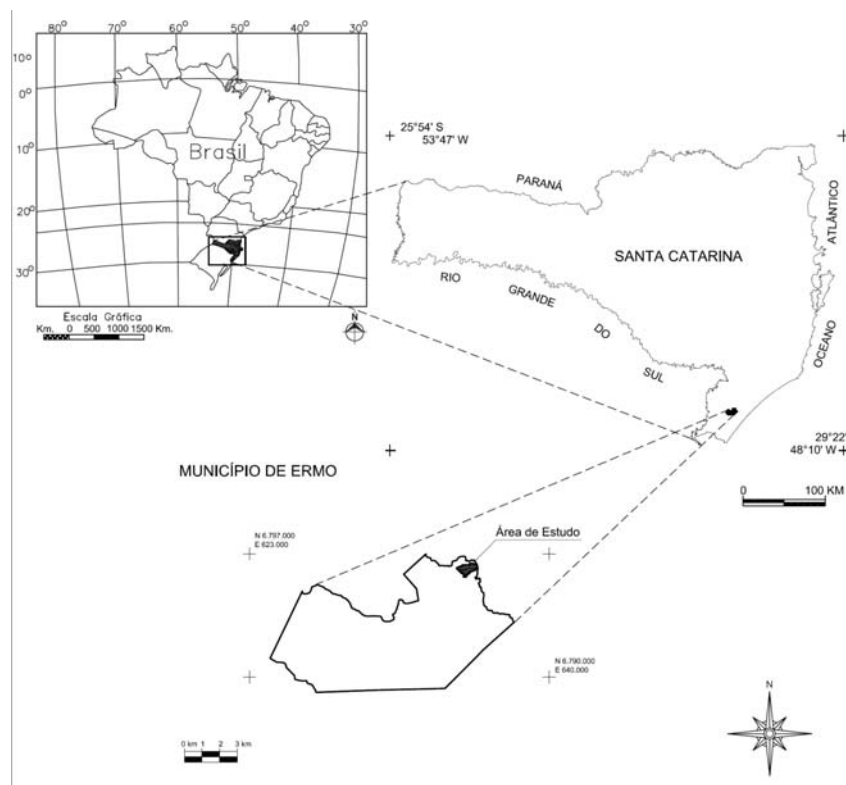 80° 70° 60° 50° 40° 30°
10°
0°
10°
20°
30°
Brasil
Escala Gráfica
Km. 0 500 1000 1500 Km.
N
25°54' S
53°47' W
PARANÁ
SANTA CATARINA
ATLÂNTICO
OCEANO
RIO
GRANDE
DO
SUL
29°22'
48°10' W
0 100 KM
MUNICÍPIO DE ERMO
N 6.797.000
E 623.000
Área de Estudo
N 6.790.000
E 640.000
0 km 1 2 3 km
N